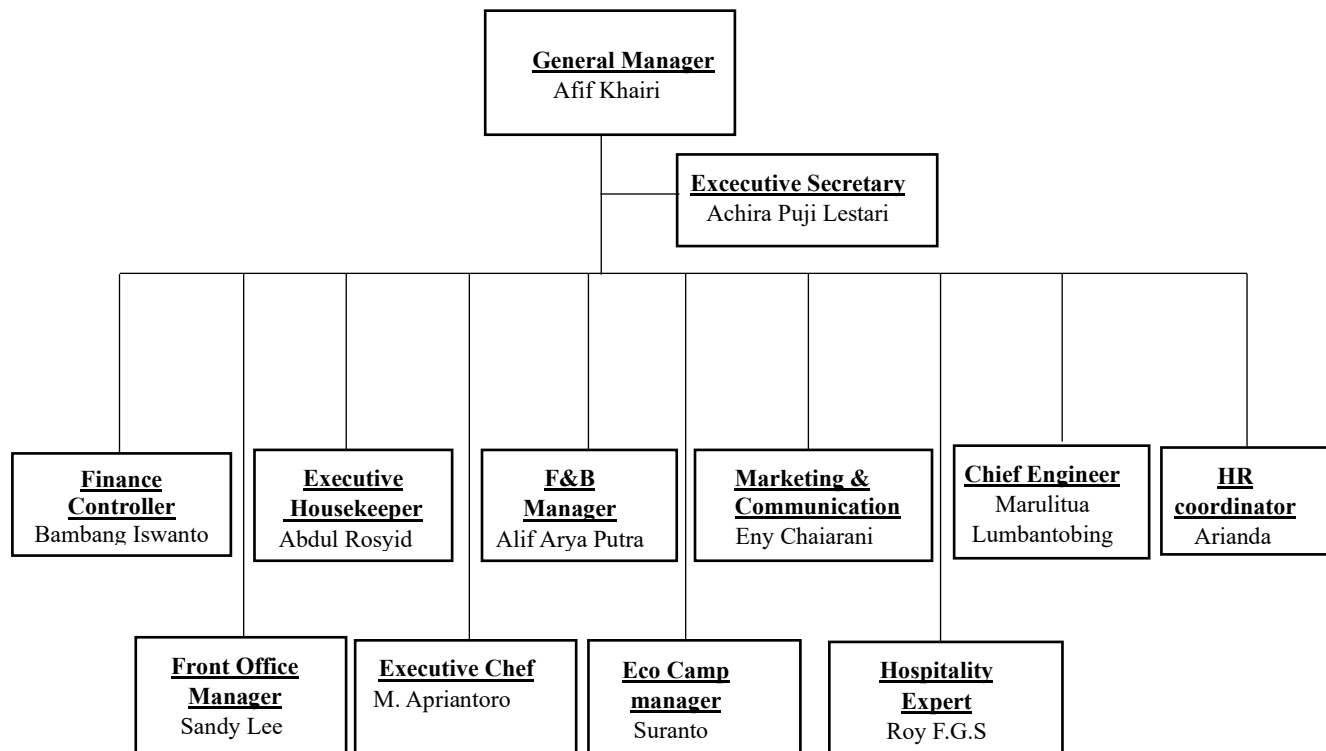 General Manager
Afif Khairi
Excecutive Secretary
Achira Puji Lestari
Finance
Controller
Bambang Iswanto
Executive
Housekeeper
Abdul Rosyid
F&B
Manager
Alif Arya Putra
Marketing &
Communication
Eny Chaiarani
Chief Engineer
Marulitua
Lumbantobing
HR
coordinator
Arianda
Front Office
Manager
Sandy Lee
Executive Chef
M. Apriantoro
Eco Camp
manager
Suranto
Hospitality
Expert
Roy F.G.S